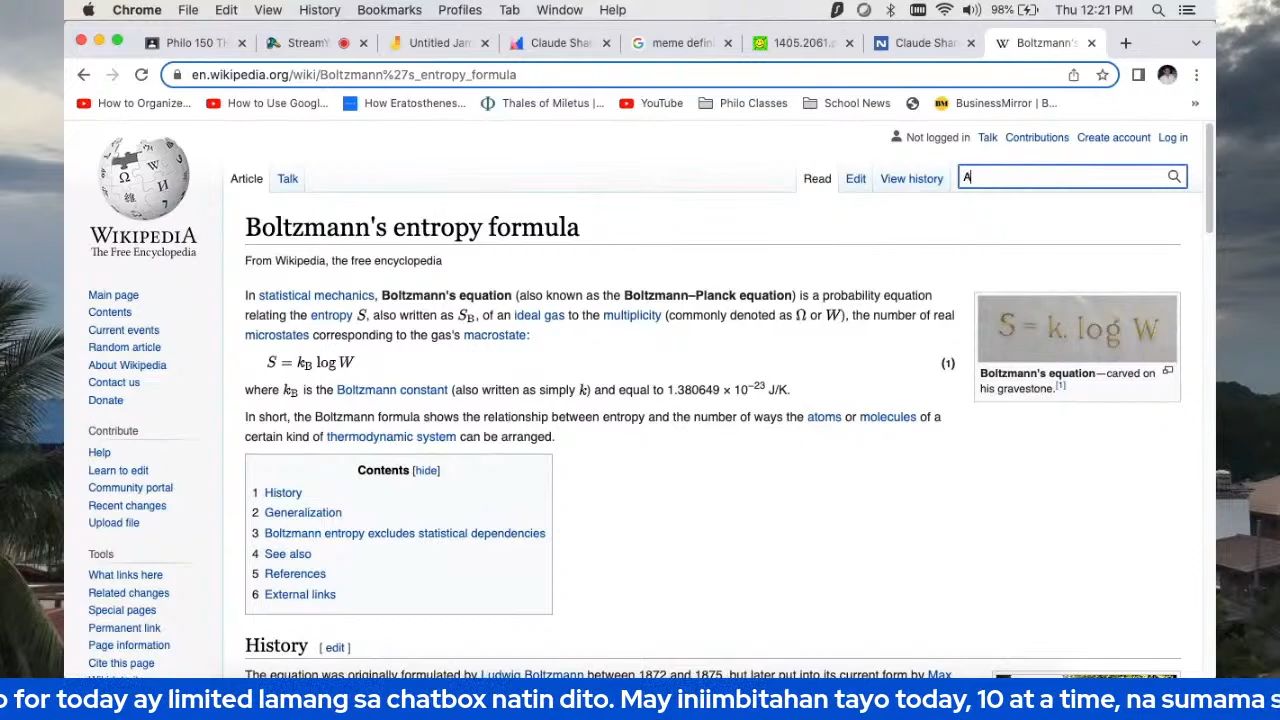 Chrome File Edit View History Bookmarks Profiles Tab Window Help 98% Thu 12:21 PM
Philo 150 TH StreamY Untitled Jam Claude Shan meme defini 1405.2061.p Claude Shan Boltzmann's
en.wikipedia.org/wiki/Boltzmann%27s_entropy_formula
How to Organize... How to Use Googl... How Eratosthenes... Thales of Miletus |... YouTube Philo Classes School News BM BusinessMirror | B... »
Not logged in Talk Contributions Create account Log in
Article Talk Read Edit View history A
WIKIPEDIA
The Free Encyclopedia
Main page
Contents
Current events
Random article
About Wikipedia
Contact us
Donate
Contribute
Help
Learn to edit
Community portal
Recent changes
Upload file
Tools
What links here
Related changes
Special pages
Permanent link
Page information
Cite this page
Boltzmann's entropy formula
From Wikipedia, the free encyclopedia
In statistical mechanics, Boltzmann's equation (also known as the Boltzmann–Planck equation) is a probability equation
relating the entropy S, also written as S_B, of an ideal gas to the multiplicity (commonly denoted as Ω or W), the number of real
microstates corresponding to the gas's macrostate:
S = k_B log W (1)
where k_B is the Boltzmann constant (also written as simply k) and equal to 1.380649 × 10⁻²³ J/K.
In short, the Boltzmann formula shows the relationship between entropy and the number of ways the atoms or molecules of a
certain kind of thermodynamic system can be arranged.
S = k. log W
Boltzmann's equation—carved on
his gravestone.[1]
Contents [hide]
1 History
2 Generalization
3 Boltzmann entropy excludes statistical dependencies
4 See also
5 References
6 External links
History [ edit ]
The equation was originally formulated by Ludwig Boltzmann between 1872 and 1875, but later put into its current form by Max
o for today ay limited lamang sa chatbox natin dito. May iniimbitahan tayo today, 10 at a time, na sumama s